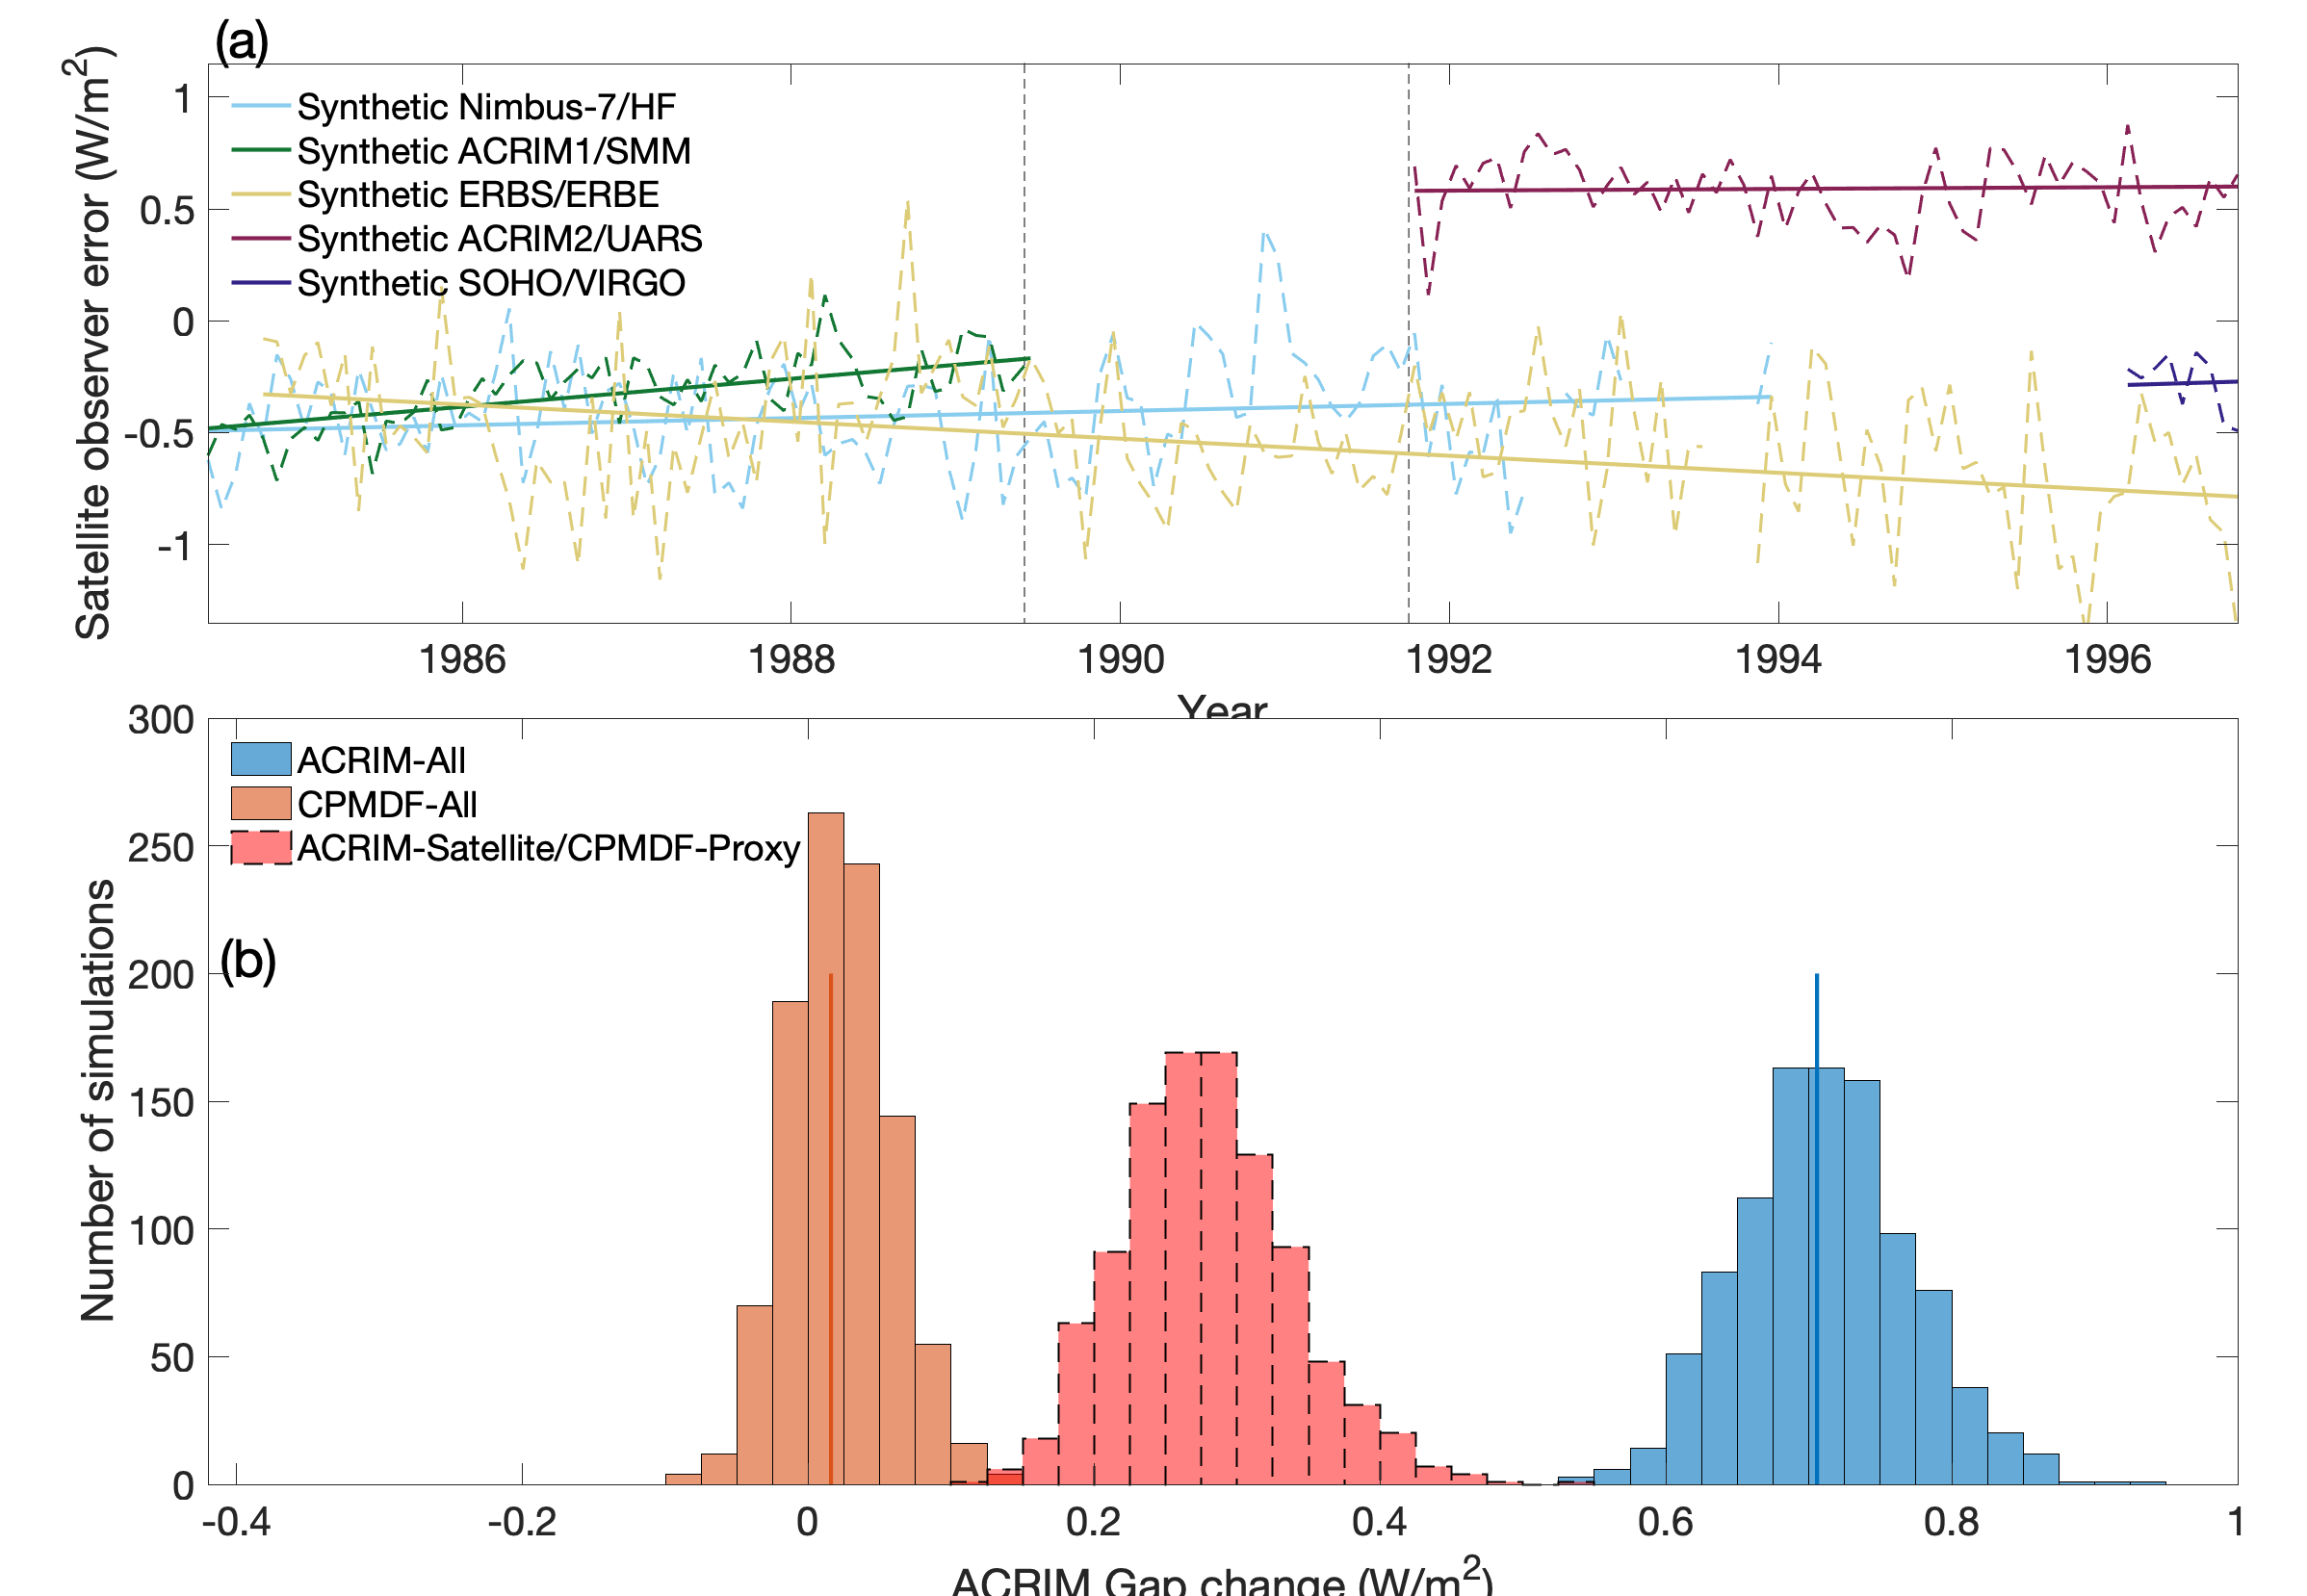 (a)
Satellite observer error (W/m²)
1
0.5
0
-0.5
-1
Synthetic Nimbus-7/HF
Synthetic ACRIM1/SMM
Synthetic ERBS/ERBE
Synthetic ACRIM2/UARS
Synthetic SOHO/VIRGO
1986 1988 1990 1992 1994 1996
Year
(b)
Number of simulations
300
250
200
150
100
50
0
ACRIM-All
CPMDF-All
ACRIM-Satellite/CPMDF-Proxy
-0.4 -0.2 0 0.2 0.4 0.6 0.8 1
ACRIM Gap change (W/m²)